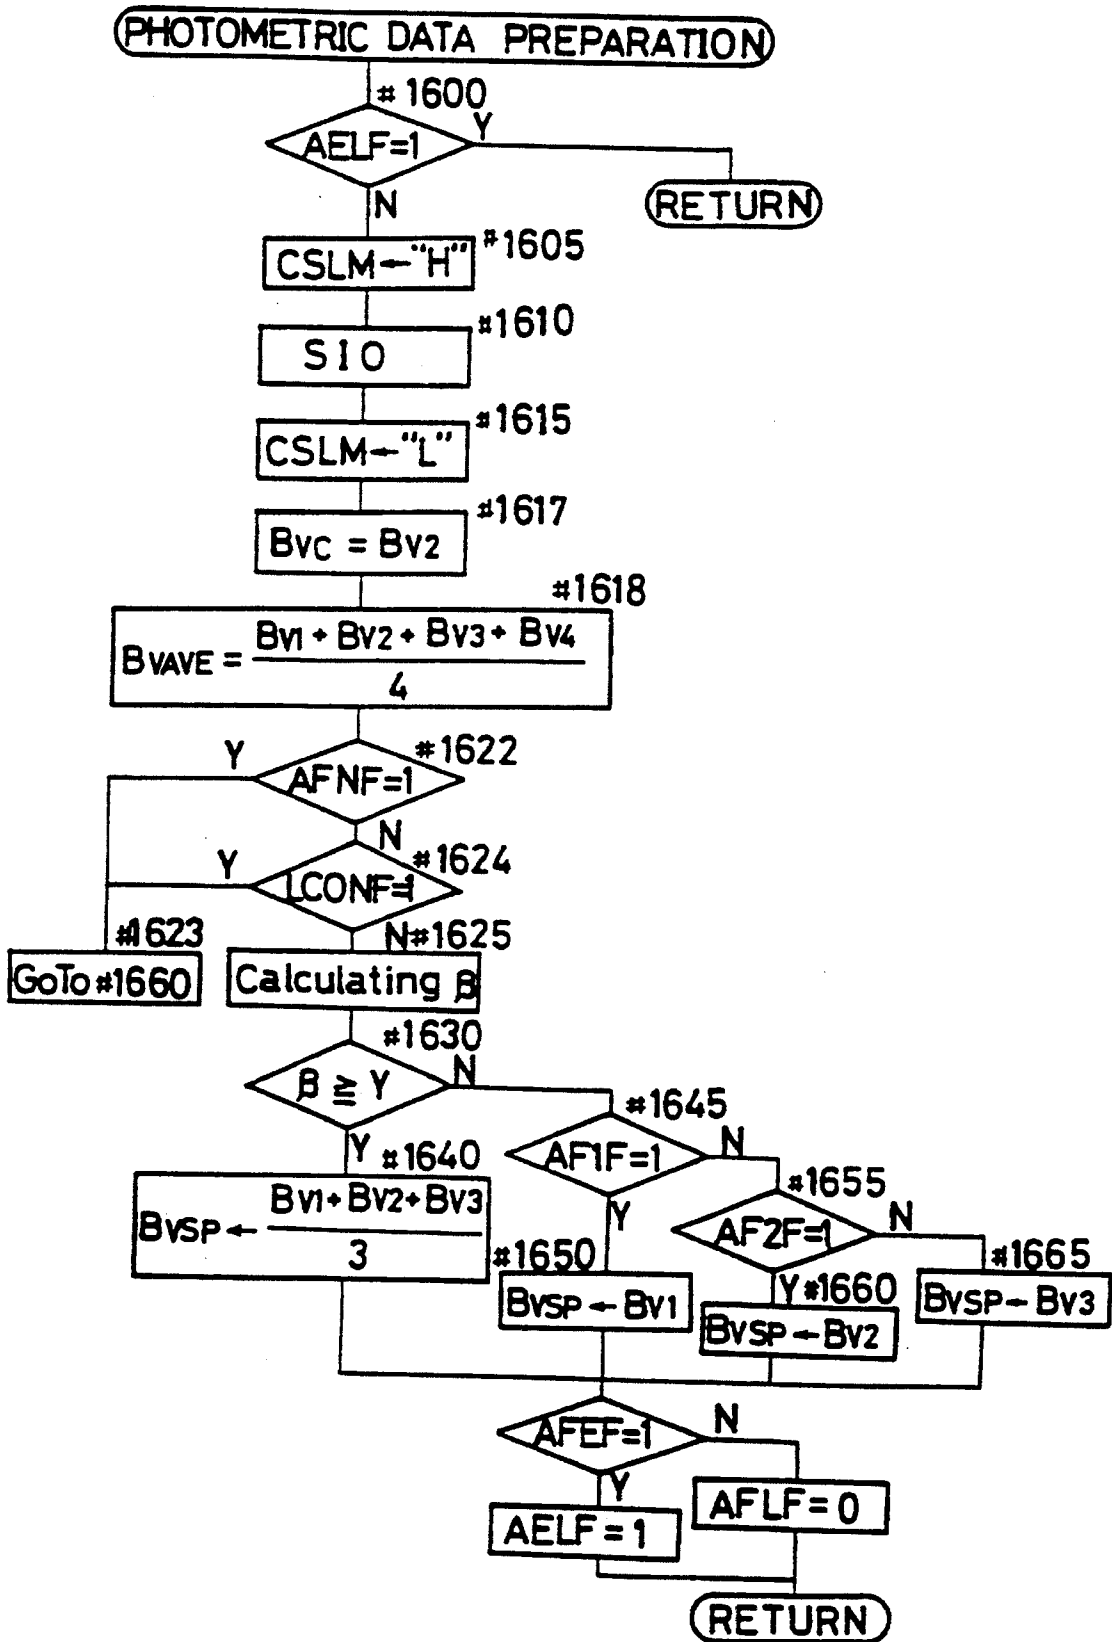 PHOTOMETRIC DATA PREPARATION
#1600
AELF=1
Y
N
RETURN
CSLM←"H"
#1605
SIO
#1610
CSLM←"L"
#1615
BVC = BV2
#1617
#1618
BVAVE = BV1 + BV2 + BV3 + BV4
4
Y
AFNF=1
#1622
N
Y
LCONF=1
#1624
#1623
N #1625
GoTo #1660
Calculating β
#1630
β ≧ Y
N
Y
#1640
#1645
AF1F=1
N
Y
BVSP ← BV1+BV2+BV3
3
#1655
AF2F=1
N
#1650
Y #1660
#1665
BVSP ← BV1
BVSP ← BV2
BVSP ← BV3
AFEF=1
N
Y
AELF = 1
AFLF = 0
RETURN